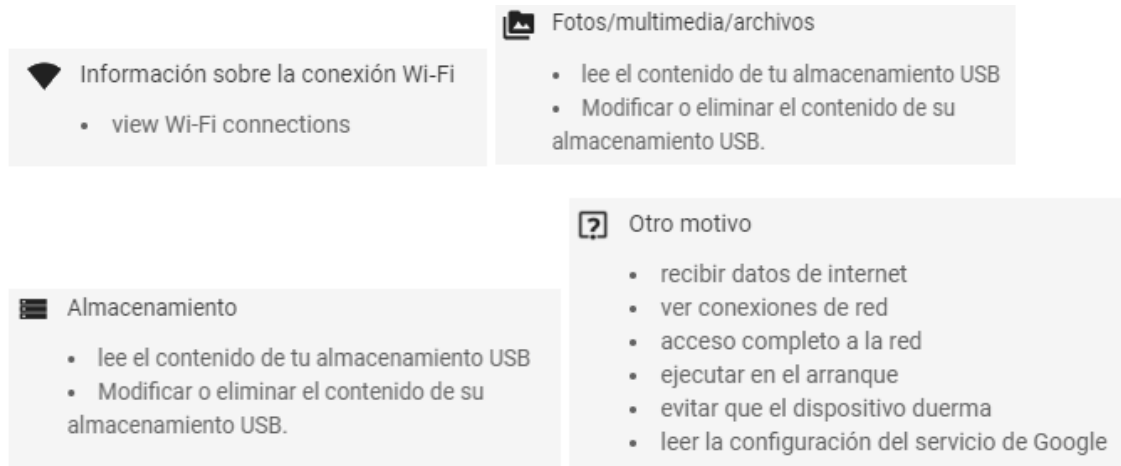 Información sobre la conexión Wi-Fi
• view Wi-Fi connections
Fotos/multimedia/archivos
• lee el contenido de tu almacenamiento USB
• Modificar o eliminar el contenido de su
almacenamiento USB.
Almacenamiento
• lee el contenido de tu almacenamiento USB
• Modificar o eliminar el contenido de su
almacenamiento USB.
Otro motivo
• recibir datos de internet
• ver conexiones de red
• acceso completo a la red
• ejecutar en el arranque
• evitar que el dispositivo duerma
• leer la configuración del servicio de Google